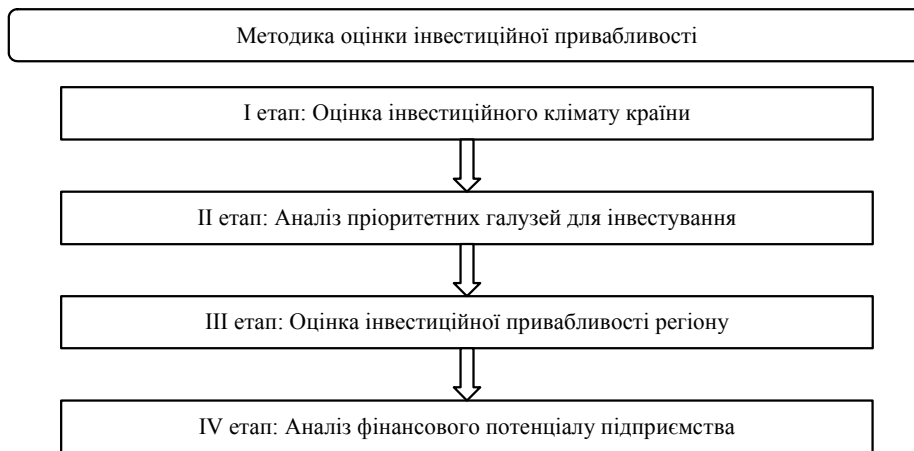 Методика оцінки інвестиційної привабливості
I етап: Оцінка інвестиційного клімату країни
II етап: Аналіз пріоритетних галузей для інвестування
III етап: Оцінка інвестиційної привабливості регіону
IV етап: Аналіз фінансового потенціалу підприємства